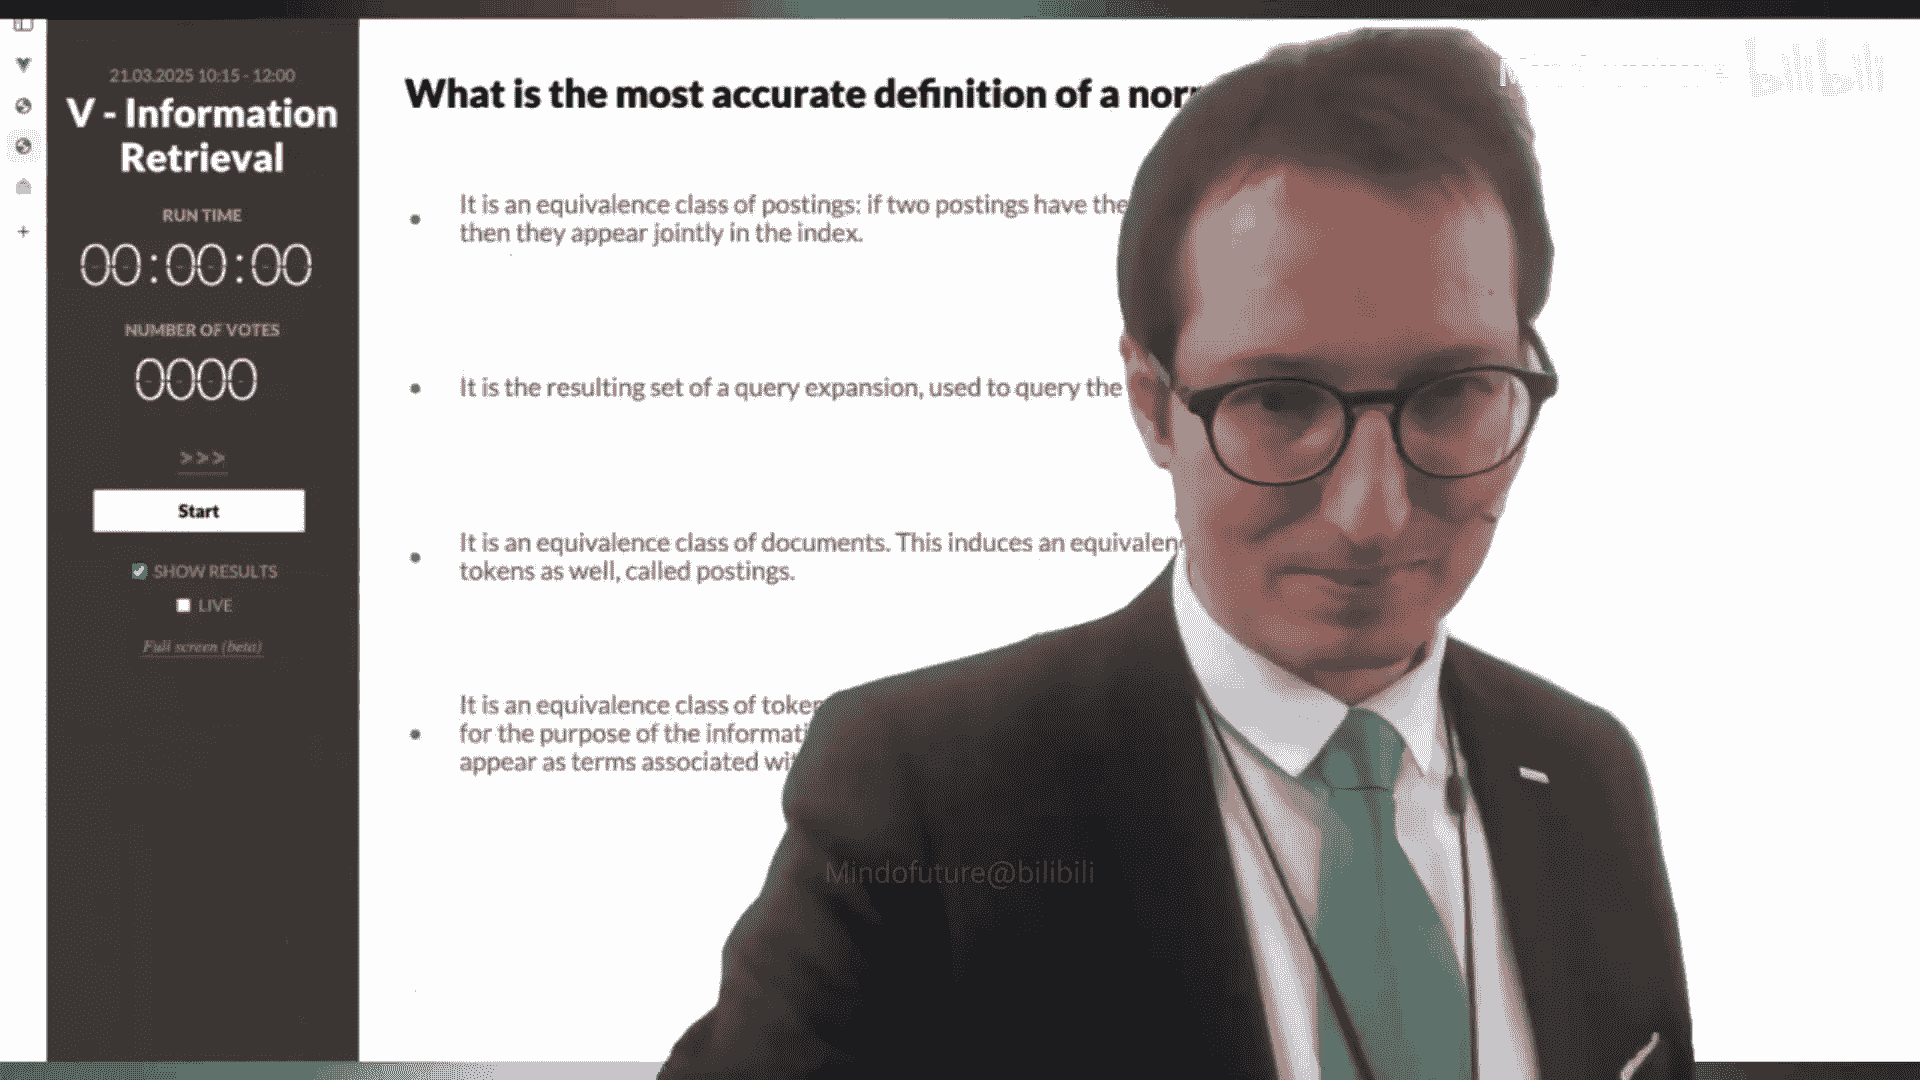 21.03.2025 10:15 - 12:00
V - Information
Retrieval
RUN TIME
00:00:00
NUMBER OF VOTES
0000
>>>
Start
SHOW RESULTS
LIVE
Full screen (beta)
What is the most accurate definition of a
It is an equivalence class of postings: if two postings have the
then they appear jointly in the index.
It is the resulting set of a query expansion, used to query the
It is an equivalence class of documents. This induces an
tokens as well, called postings.
It is an equivalence class of
for the purpose of the
appear as terms associated
bilibili
Mindofuture@bilibili